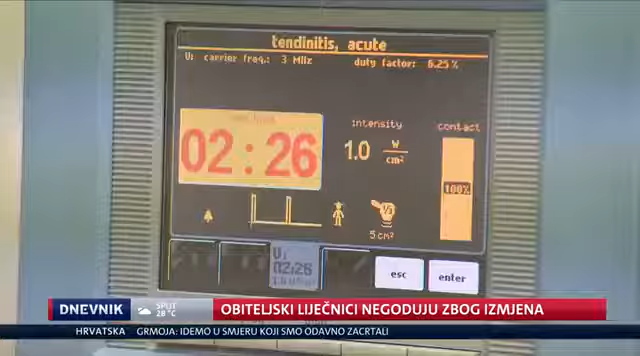 tendinitis, acute
U: carrier freq.: 3 MHz duty factor: 6.25%
02:26
intensity
1.0 W/cm²
contact
100%
1/3
5 cm²
U:
02:26
esc
enter
DNEVNIK
SPLIT
28°C
OBITELJSKI LIJEČNICI NEGODUJU ZBOG IZMJENA
HRVATSKA GRMOJA: IDEMO U SMJERU KOJI SMO ODAVNO ZACRTALI